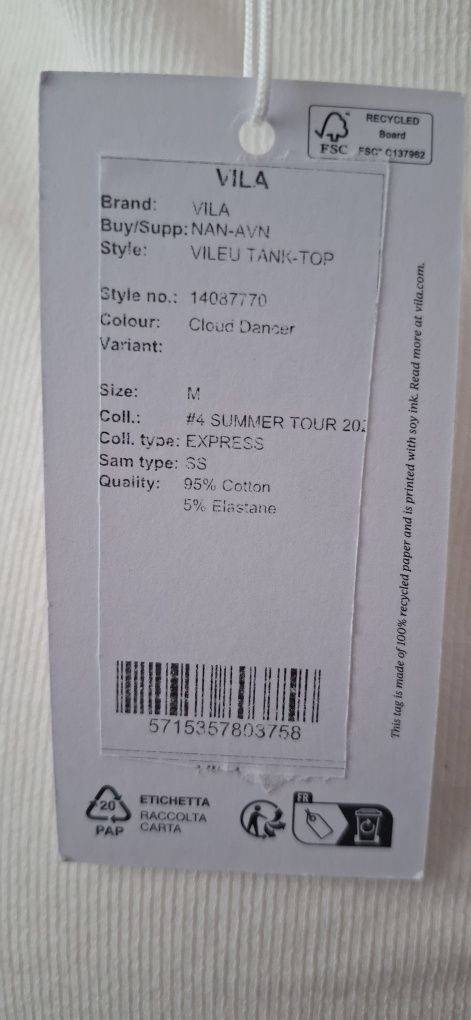 RECYCLED
Board
FSC FSC® C137962
VILA
Brand: VILA
Buy/Supp: NAN-AVN
Style: VILEU TANK-TOP
Style no.: 14087770
Colour: Cloud Dancer
Variant:
Size: M
Coll.: #4 SUMMER TOUR 202
Coll. type: EXPRESS
Sam type: SS
Quality: 95% Cotton
5% Elastane
5715357803758
This tag is made of 100% recycled paper and is printed with soy ink. Read more at vila.com.
20
PAP
ETICHETTA
RACCOLTA
CARTA
FR